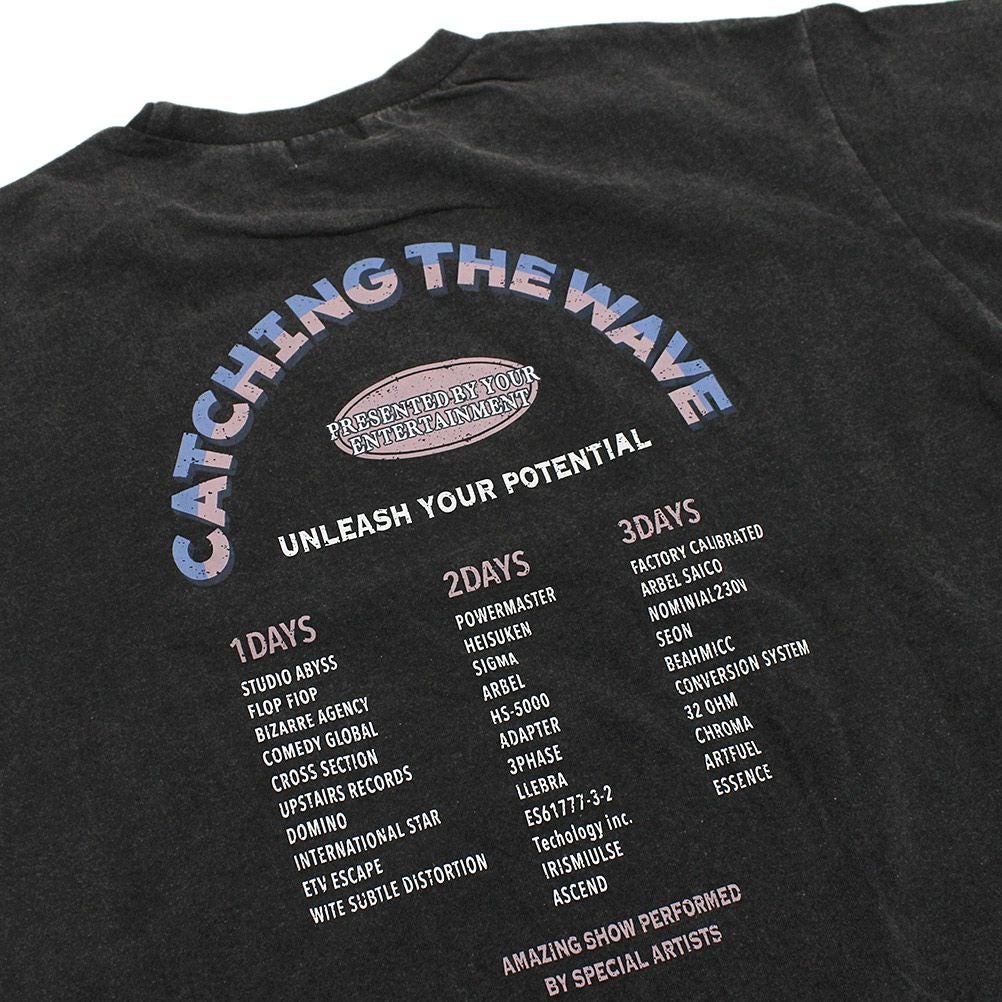 CATCHING THE WAVE
PRESENTED BY YOUR
ENTERTAINMENT
UNLEASH YOUR POTENTIAL
1DAYS
STUDIO ABYSS
FLOP FIOP
BIZARRE AGENCY
COMEDY GLOBAL
CROSS SECTION
UPSTAIRS RECORDS
DOMINO
INTERNATIONAL STAR
ETV ESCAPE
WITE SUBTLE DISTORTION
2DAYS
POWERMASTER
HEISUKEN
SIGMA
ARBEL
HS-5000
ADAPTER
3PHASE
LLEBRA
ES61777-3-2
Techology inc.
IRISMIULSE
ASCEND
3DAYS
FACTORY CALIBRATED
ARBEL SAICO
NOMINIAL230v
SEON
BEAHMICC
CONVERSION SYSTEM
32 OHM
CHROMA
ARTFUEL
ESSENCE
AMAZING SHOW PERFORMED
BY SPECIAL ARTISTS